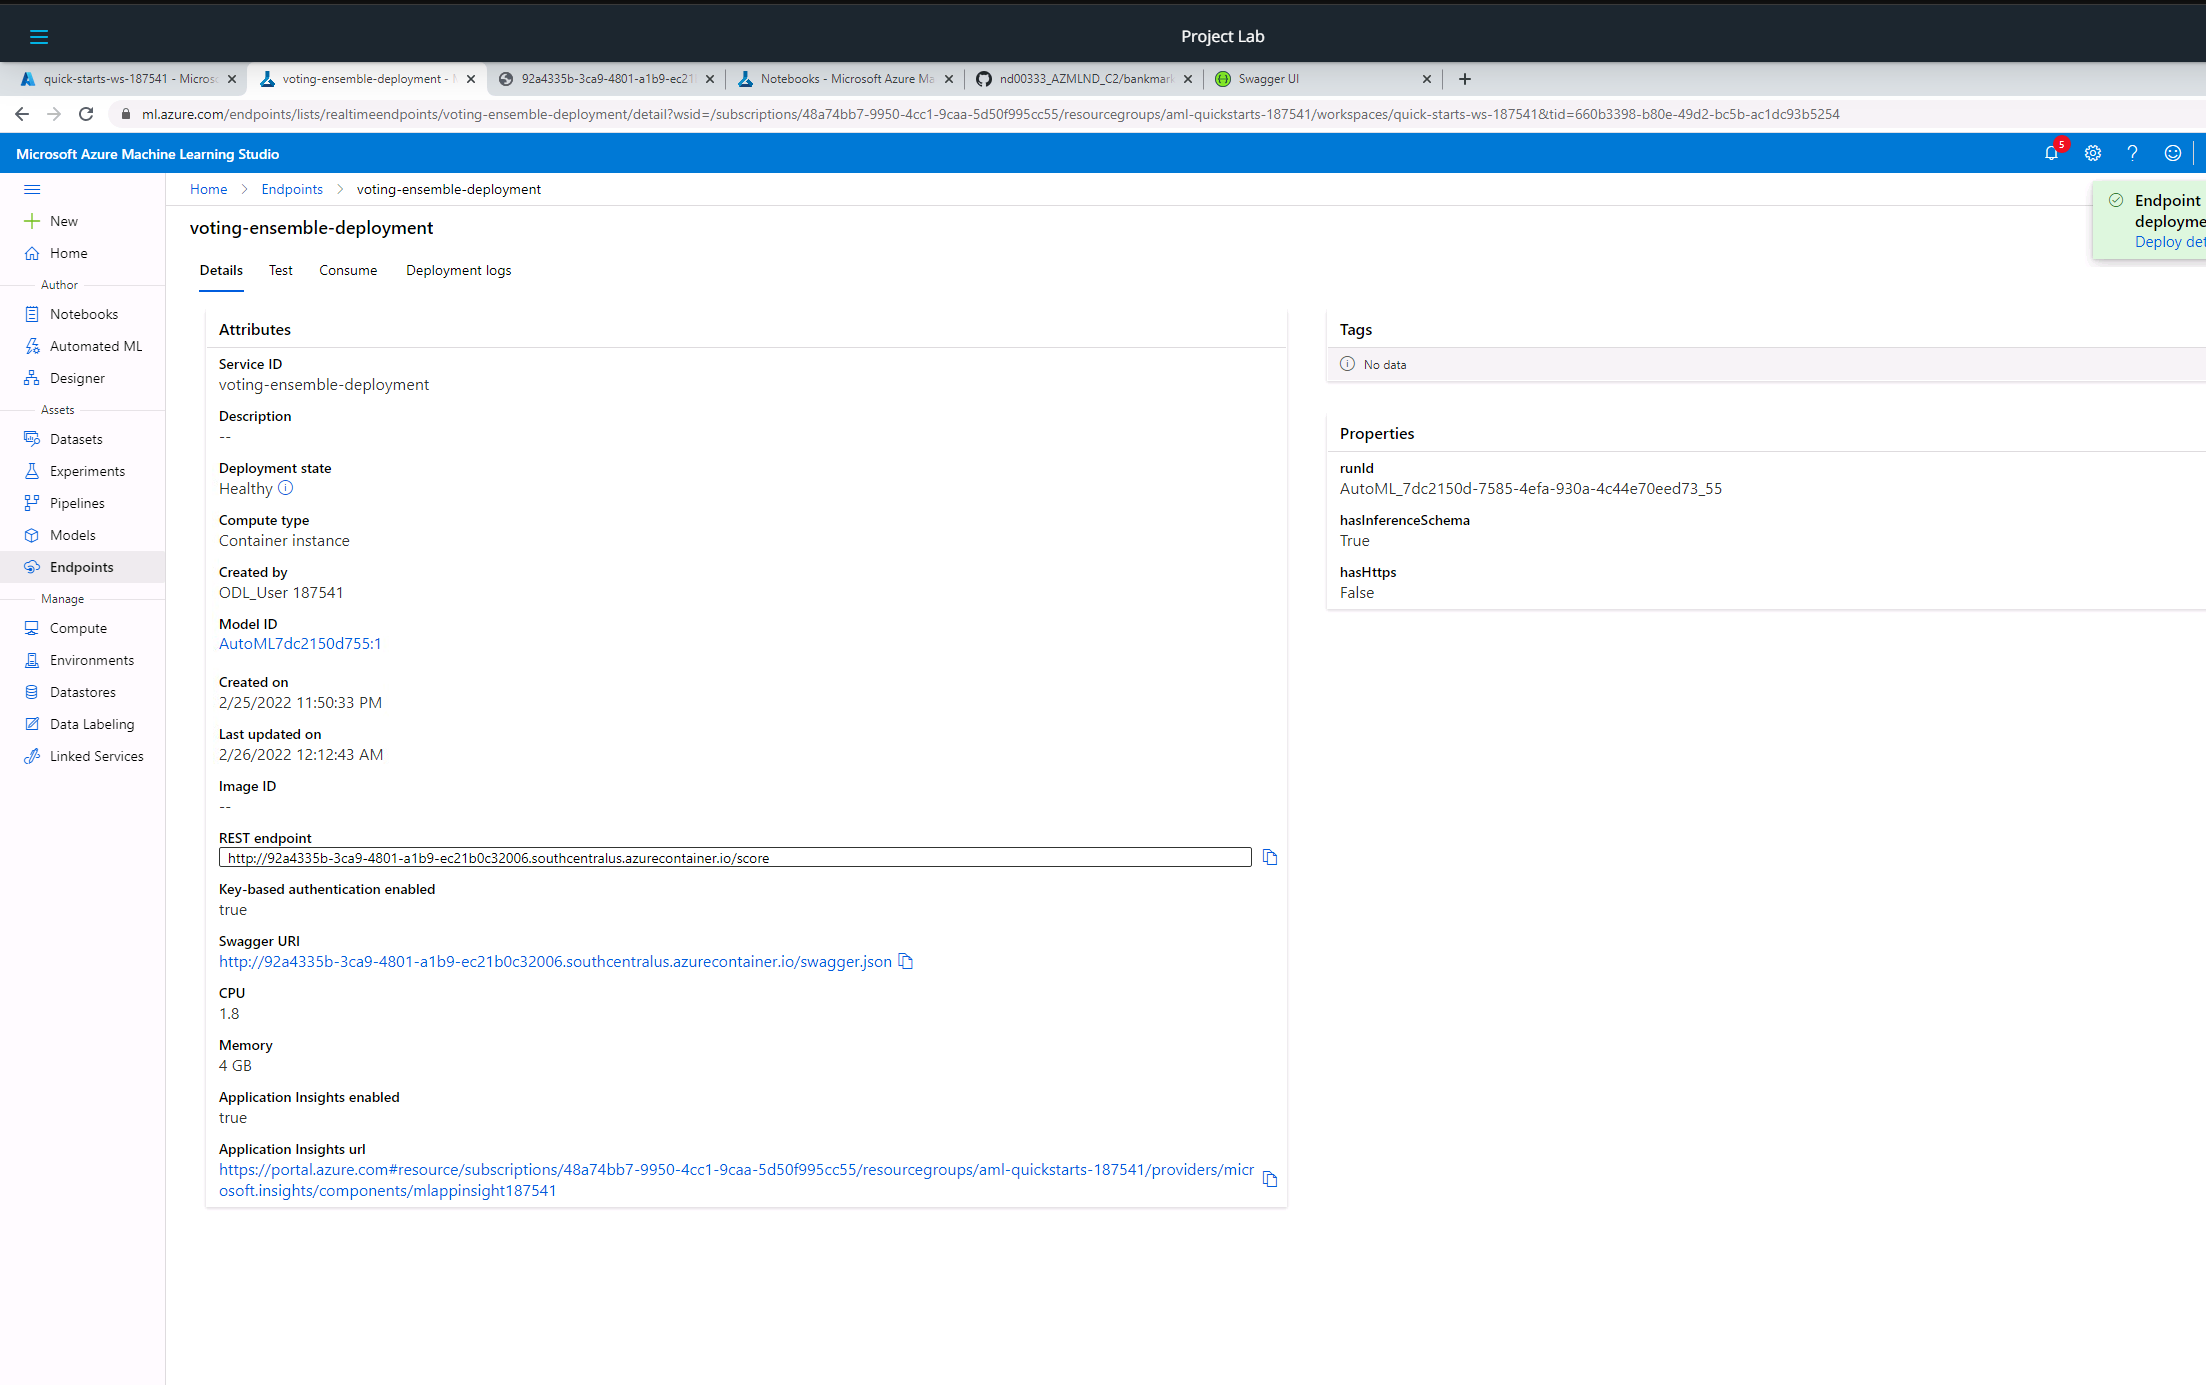 Project Lab
quick-starts-ws-187541 - Micros
voting-ensemble-deployment -
92a4335b-3ca9-4801-a1b9-ec21
Notebooks - Microsoft Azure Ma
nd00333_AZMLND_C2/bankmark
Swagger UI
ml.azure.com/endpoints/lists/realtimeendpoints/voting-ensemble-deployment/detail?wsid=/subscriptions/48a74bb7-9950-4cc1-9caa-5d50f995cc55/resourcegroups/aml-quickstarts-187541/workspaces/quick-starts-ws-187541&tid=660b3398-b80e-49d2-bc5b-ac1dc93b5254
Microsoft Azure Machine Learning Studio
5
Home > Endpoints > voting-ensemble-deployment
New
Home
Author
Notebooks
Automated ML
Designer
Assets
Datasets
Experiments
Pipelines
Models
Endpoints
Manage
Compute
Environments
Datastores
Data Labeling
Linked Services
Endpoint
deployme
Deploy det
voting-ensemble-deployment
Details Test Consume Deployment logs
Attributes
Service ID
voting-ensemble-deployment
Description
--
Deployment state
Healthy
Compute type
Container instance
Created by
ODL_User 187541
Model ID
AutoML7dc2150d755:1
Created on
2/25/2022 11:50:33 PM
Last updated on
2/26/2022 12:12:43 AM
Image ID
--
REST endpoint
http://92a4335b-3ca9-4801-a1b9-ec21b0c32006.southcentralus.azurecontainer.io/score
Key-based authentication enabled
true
Swagger URI
http://92a4335b-3ca9-4801-a1b9-ec21b0c32006.southcentralus.azurecontainer.io/swagger.json
CPU
1.8
Memory
4 GB
Application Insights enabled
true
Application Insights url
https://portal.azure.com#resource/subscriptions/48a74bb7-9950-4cc1-9caa-5d50f995cc55/resourcegroups/aml-quickstarts-187541/providers/micr
osoft.insights/components/mlappinsight187541
Tags
No data
Properties
runId
AutoML_7dc2150d-7585-4efa-930a-4c44e70eed73_55
hasInferenceSchema
True
hasHttps
False